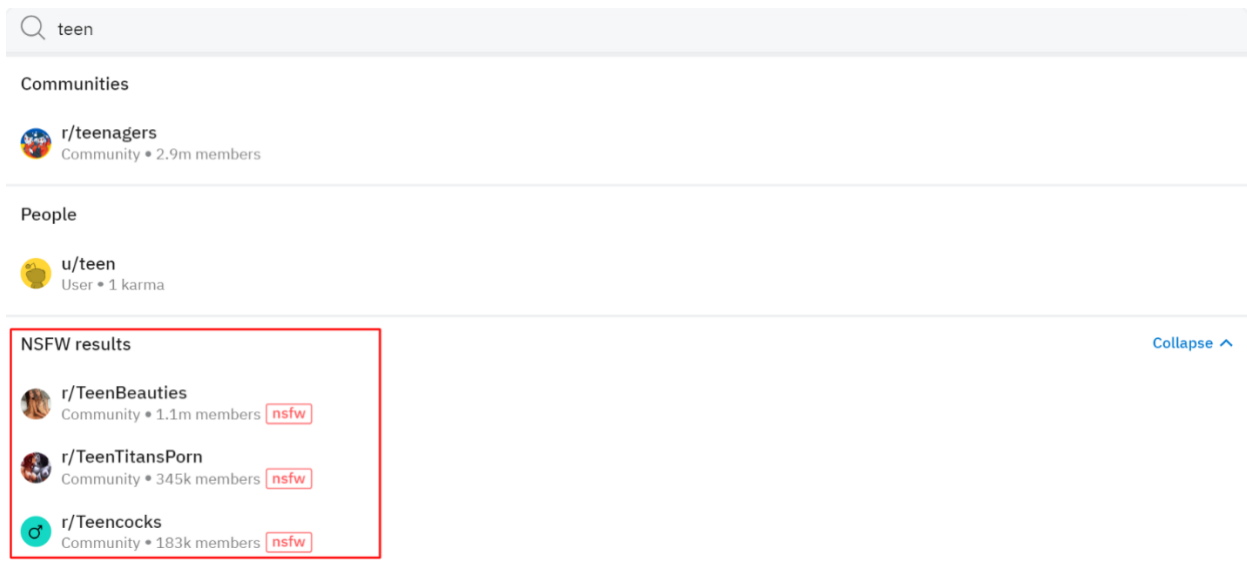 teen
Communities
r/teenagers
Community • 2.9m members
People
u/teen
User • 1 karma
NSFW results
Collapse
r/TeenBeauties
Community • 1.1m members nsfw
r/TeenTitansPorn
Community • 345k members nsfw
r/Teencocks
Community • 183k members nsfw